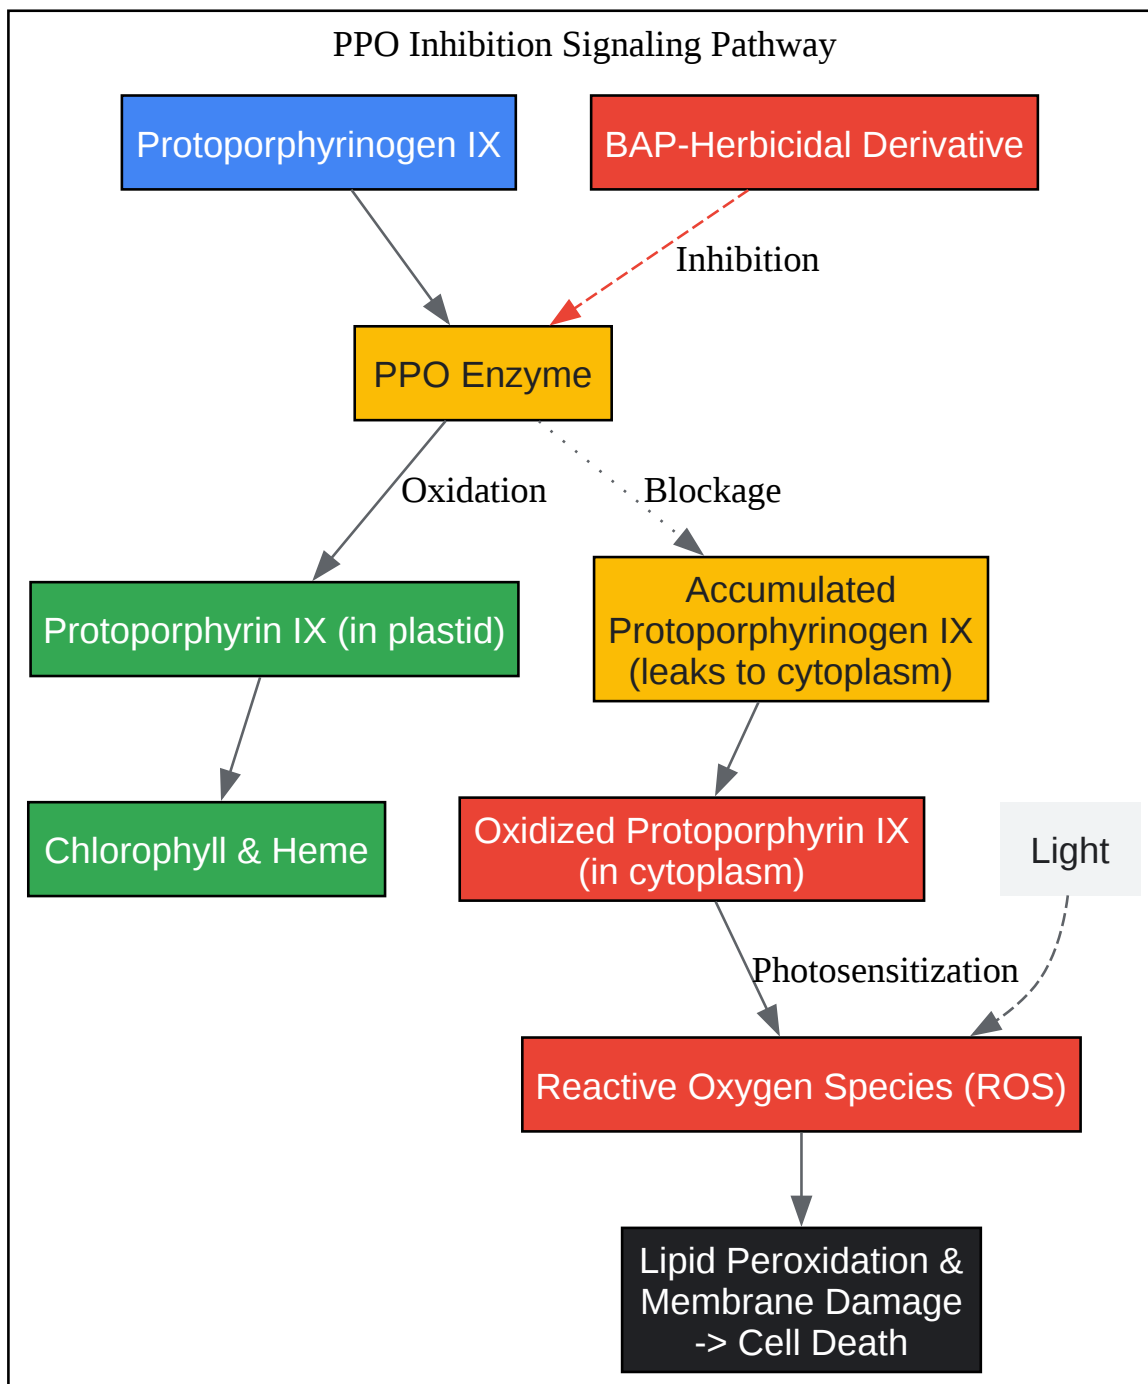 PPO Inhibition Signaling Pathway
Protoporphyrinogen IX
BAP-Herbicidal Derivative
Inhibition
PPO Enzyme
Oxidation
Blockage
Protoporphyrin IX (in plastid)
Accumulated
Protoporphyrinogen IX
(leaks to cytoplasm)
Chlorophyll & Heme
Oxidized Protoporphyrin IX
(in cytoplasm)
Light
Photosensitization
Reactive Oxygen Species (ROS)
Lipid Peroxidation &
Membrane Damage
-> Cell Death